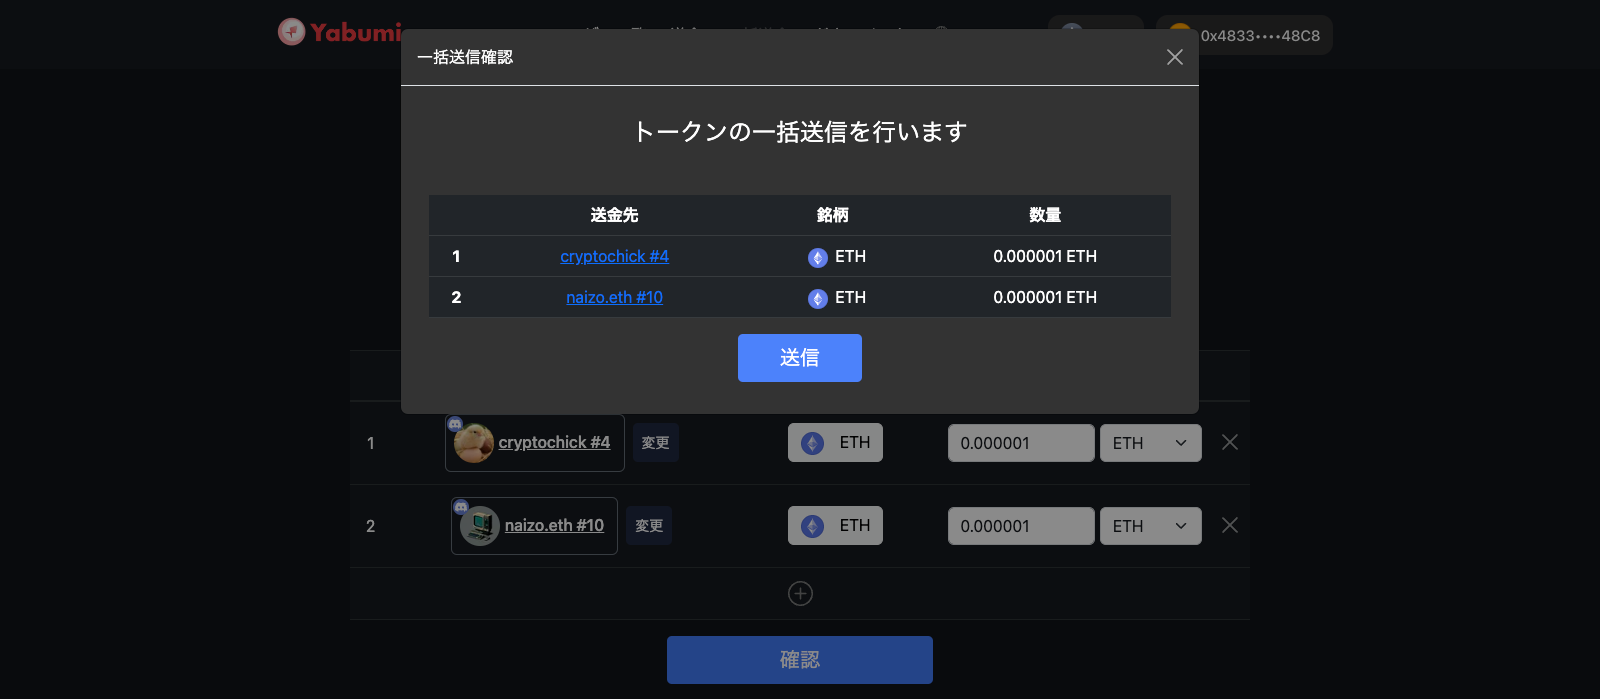 Yabumi
0x4833••••48C8
一括送信確認
トークンの一括送信を行います
送金先 銘柄 数量
1 cryptochick #4 ETH 0.000001 ETH
2 naizo.eth #10 ETH 0.000001 ETH
送信
1 cryptochick #4 変更 ETH 0.000001 ETH
2 naizo.eth #10 変更 ETH 0.000001 ETH
確認